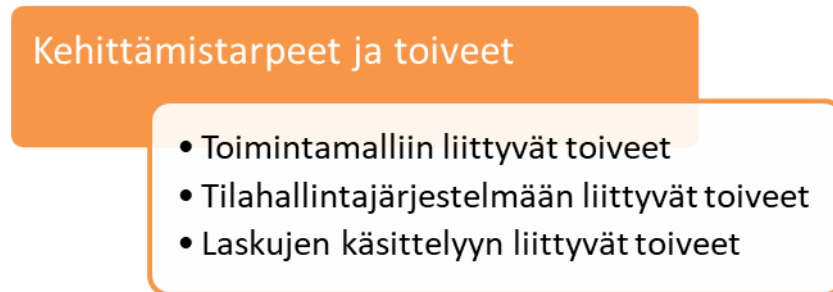 Kehittämistarpeet ja toiveet
• Toimintamalliin liittyvät toiveet
• Tilahallintajärjestelmään liittyvät toiveet
• Laskujen käsittelyyn liittyvät toiveet